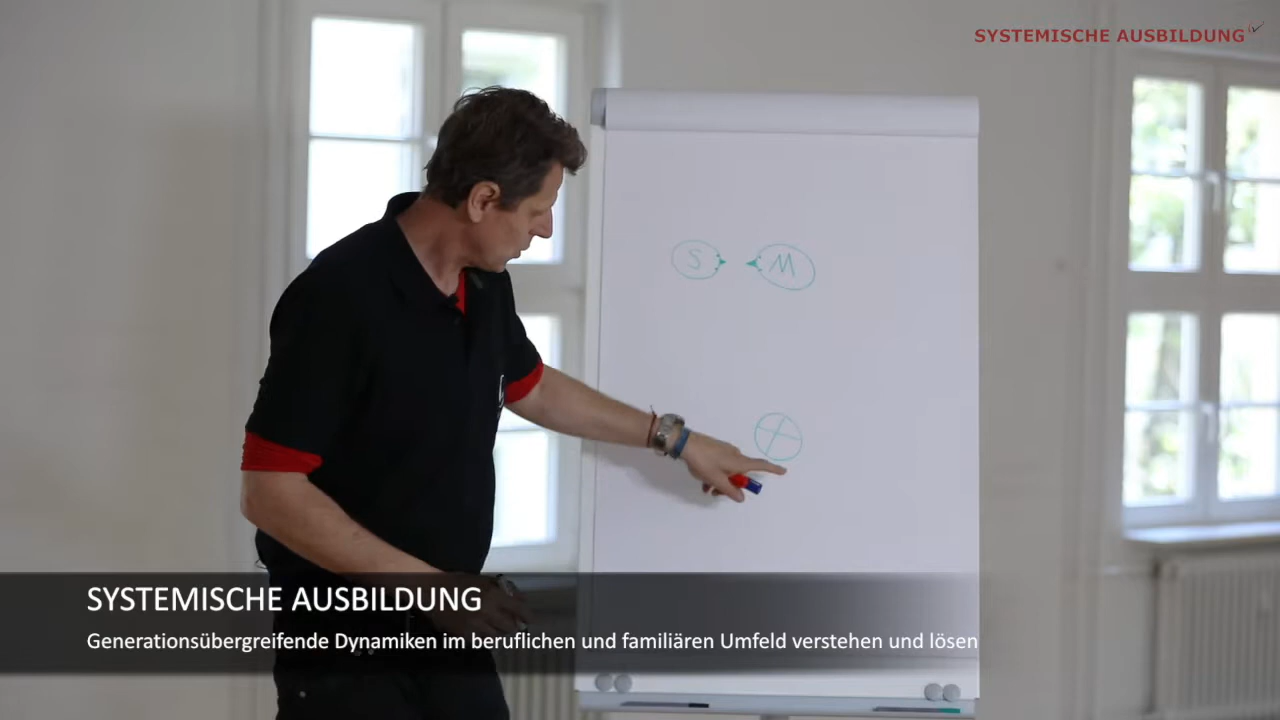 SYSTEMISCHE AUSBILDUNG
S M
SYSTEMISCHE AUSBILDUNG
Generationsübergreifende Dynamiken im beruflichen und familiären Umfeld verstehen und lösen